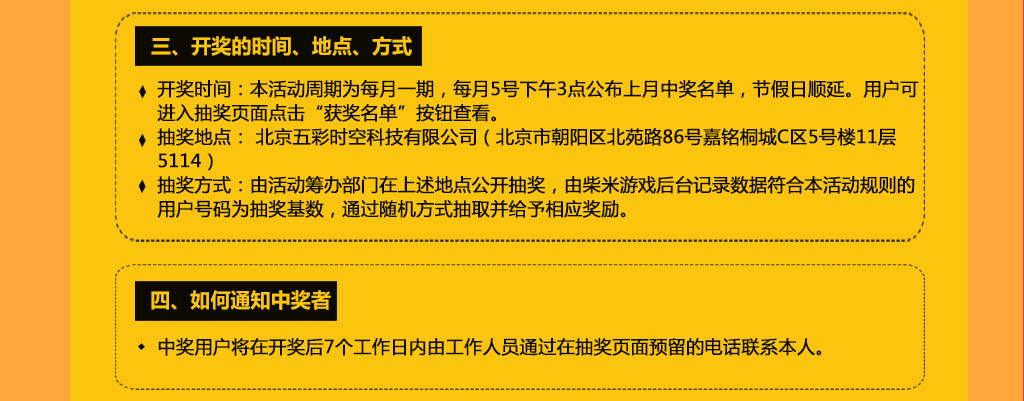 三、开奖的时间、地点、方式
开奖时间：本活动周期为每月一期，每月5号下午3点公布上月中奖名单，节假日顺延。用户可
进入抽奖页面点击“获奖名单”按钮查看。
抽奖地点： 北京五彩时空科技有限公司（北京市朝阳区北苑路86号嘉铭桐城C区5号楼11层
5114）
抽奖方式：由活动筹办部门在上述地点公开抽奖，由柴米游戏后台记录数据符合本活动规则的
用户号码为抽奖基数，通过随机方式抽取并给予相应奖励。
四、如何通知中奖者
中奖用户将在开奖后7个工作日内由工作人员通过在抽奖页面预留的电话联系本人。